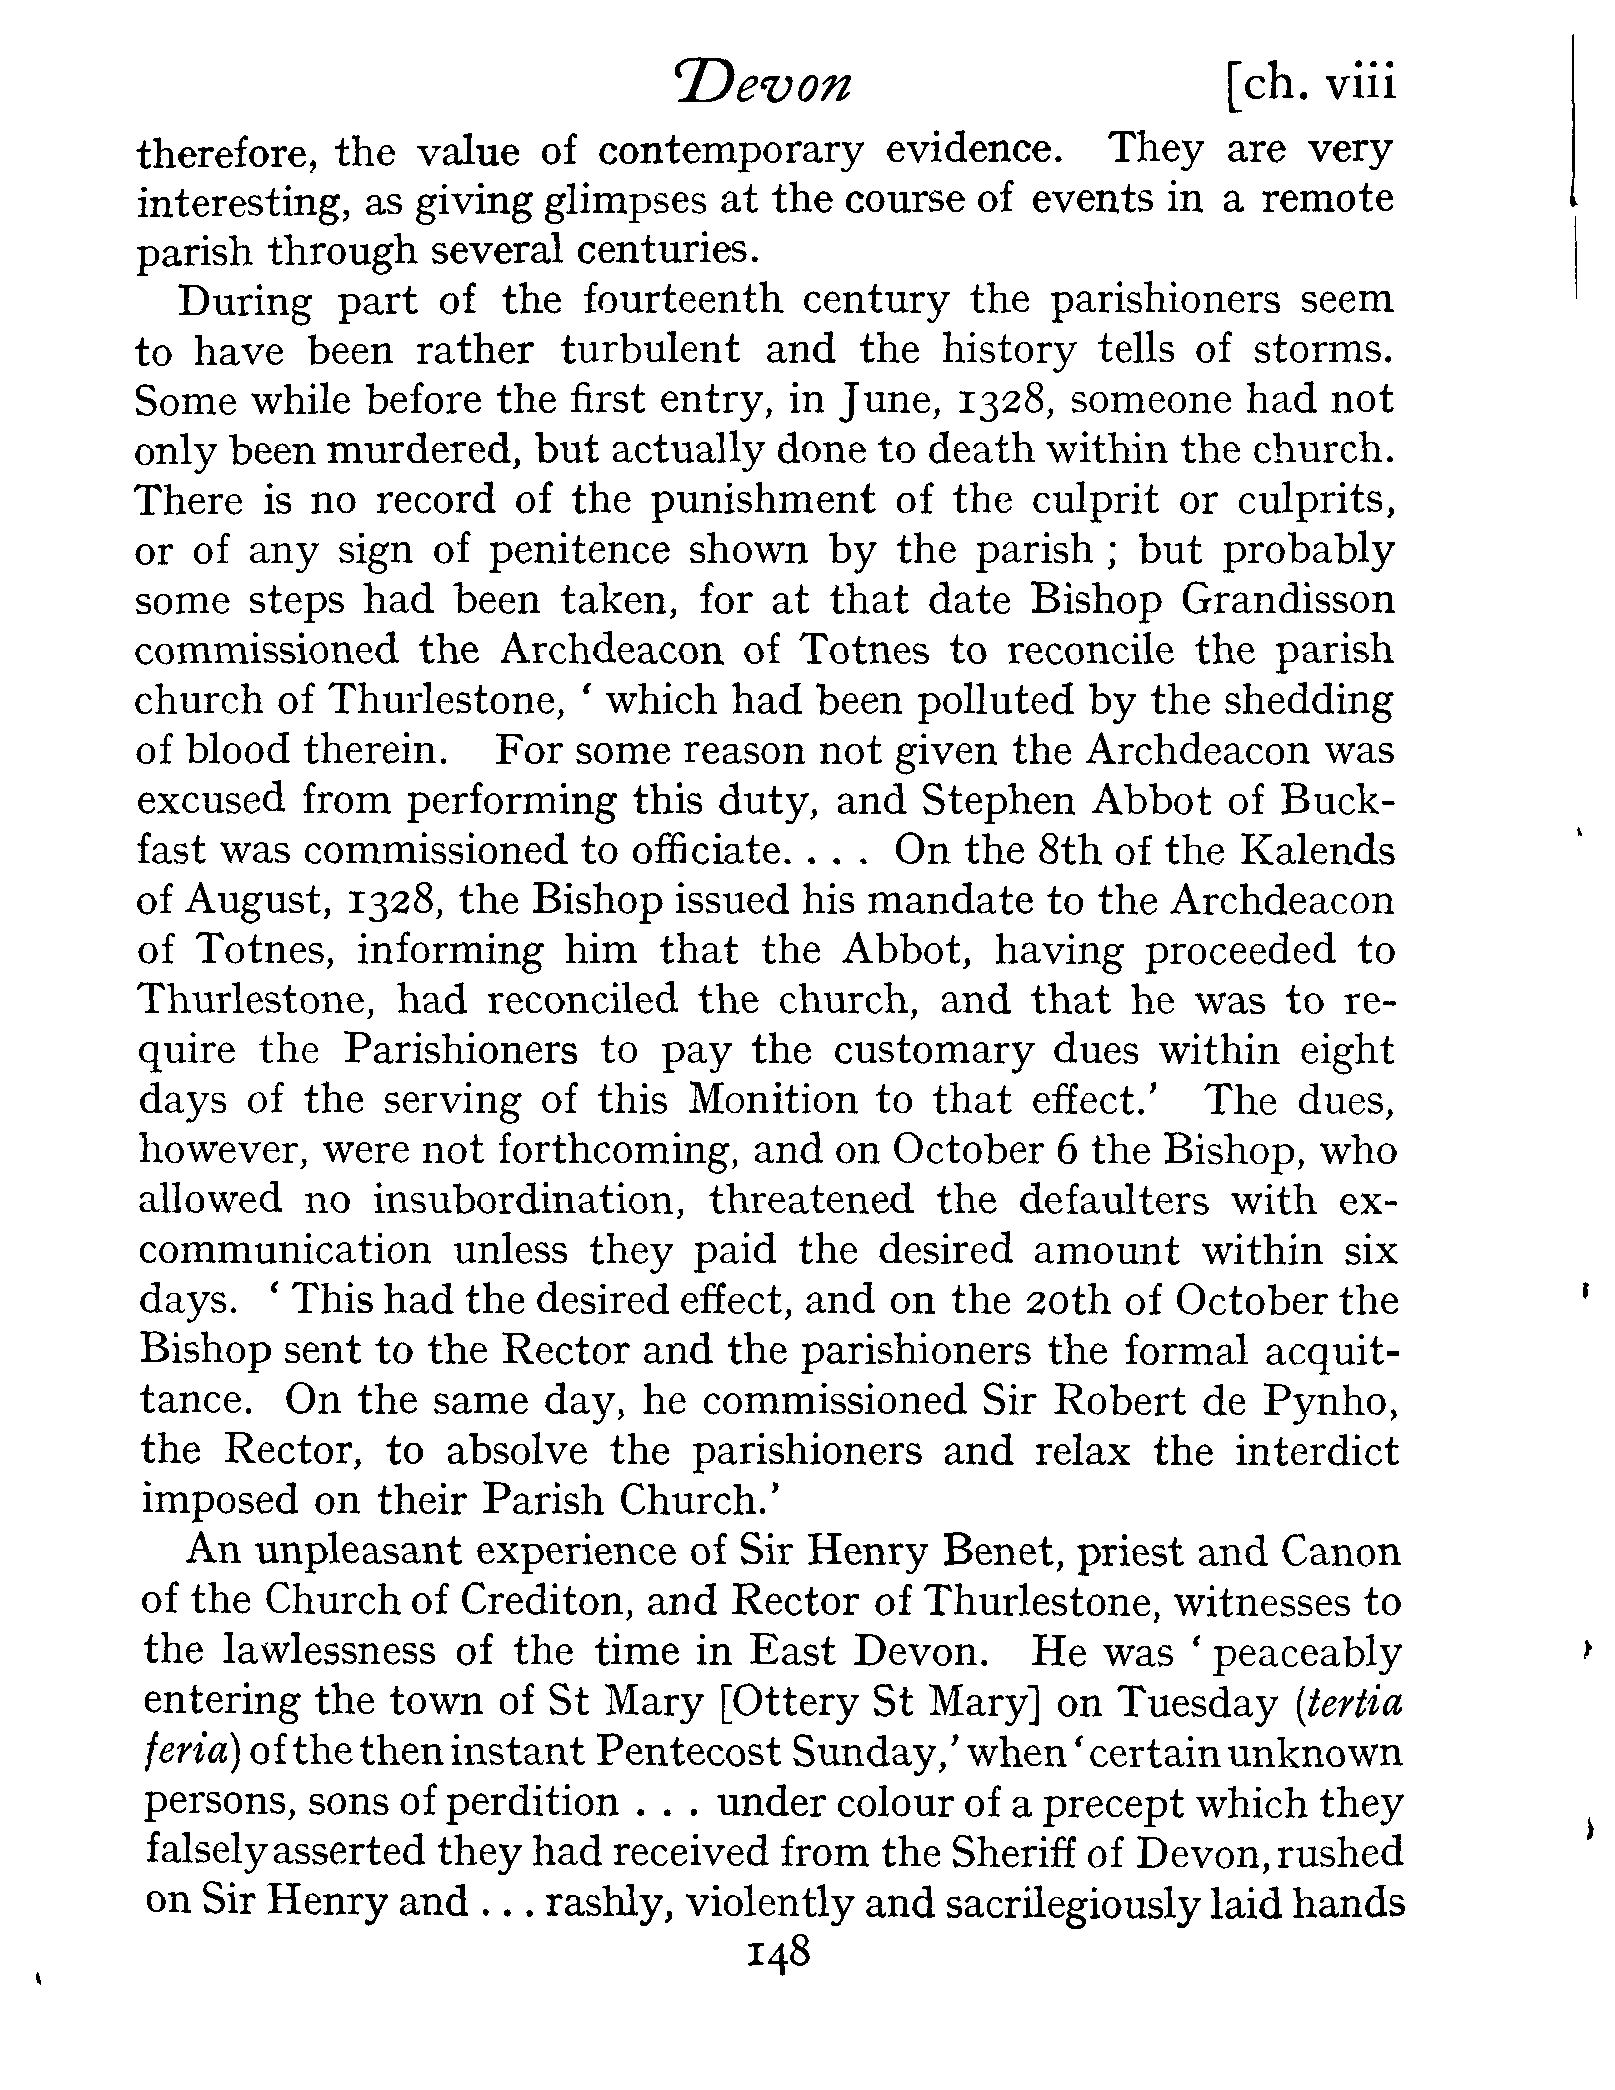 Devon [ch. viii
therefore, the value of contemporary evidence. They are very
interesting, as giving glimpses at the course of events in a remote
parish through several centuries.
During part of the fourteenth century the parishioners seem
to have been rather turbulent and the history tells of storms.
Some while before the first entry, in June, 1328, someone had not
only been murdered, but actually done to death within the church.
There is no record of the punishment of the culprit or culprits,
or of any sign of penitence shown by the parish ; but probably
some steps had been taken, for at that date Bishop Grandisson
commissioned the Archdeacon of Totnes to reconcile the parish
church of Thurlestone, ‘ which had been polluted by the shedding
of blood therein. For some reason not given the Archdeacon was
excused from performing this duty, and Stephen Abbot of Buck-
fast was commissioned to officiate. . . . On the 8th of the Kalends
of August, 1328, the Bishop issued his mandate to the Archdeacon
of Totnes, informing him that the Abbot, having proceeded to
Thurlestone, had reconciled the church, and that he was to re-
quire the Parishioners to pay the customary dues within eight
days of the serving of this Monition to that effect.’ The dues,
however, were not forthcoming, and on October 6 the Bishop, who
allowed no insubordination, threatened the defaulters with ex-
communication unless they paid the desired amount within six
days. ‘ This had the desired effect, and on the 20th of October the
Bishop sent to the Rector and the parishioners the formal acquit-
tance. On the same day, he commissioned Sir Robert de Pynho,
the Rector, to absolve the parishioners and relax the interdict
imposed on their Parish Church.’
An unpleasant experience of Sir Henry Benet, priest and Canon
of the Church of Crediton, and Rector of Thurlestone, witnesses to
the lawlessness of the time in East Devon. He was ‘ peaceably
entering the town of St Mary [Ottery St Mary] on Tuesday (tertia
feria) of the then instant Pentecost Sunday,’ when ‘ certain unknown
persons, sons of perdition . . . under colour of a precept which they
falsely asserted they had received from the Sheriff of Devon, rushed
on Sir Henry and . . . rashly, violently and sacrilegiously laid hands
148